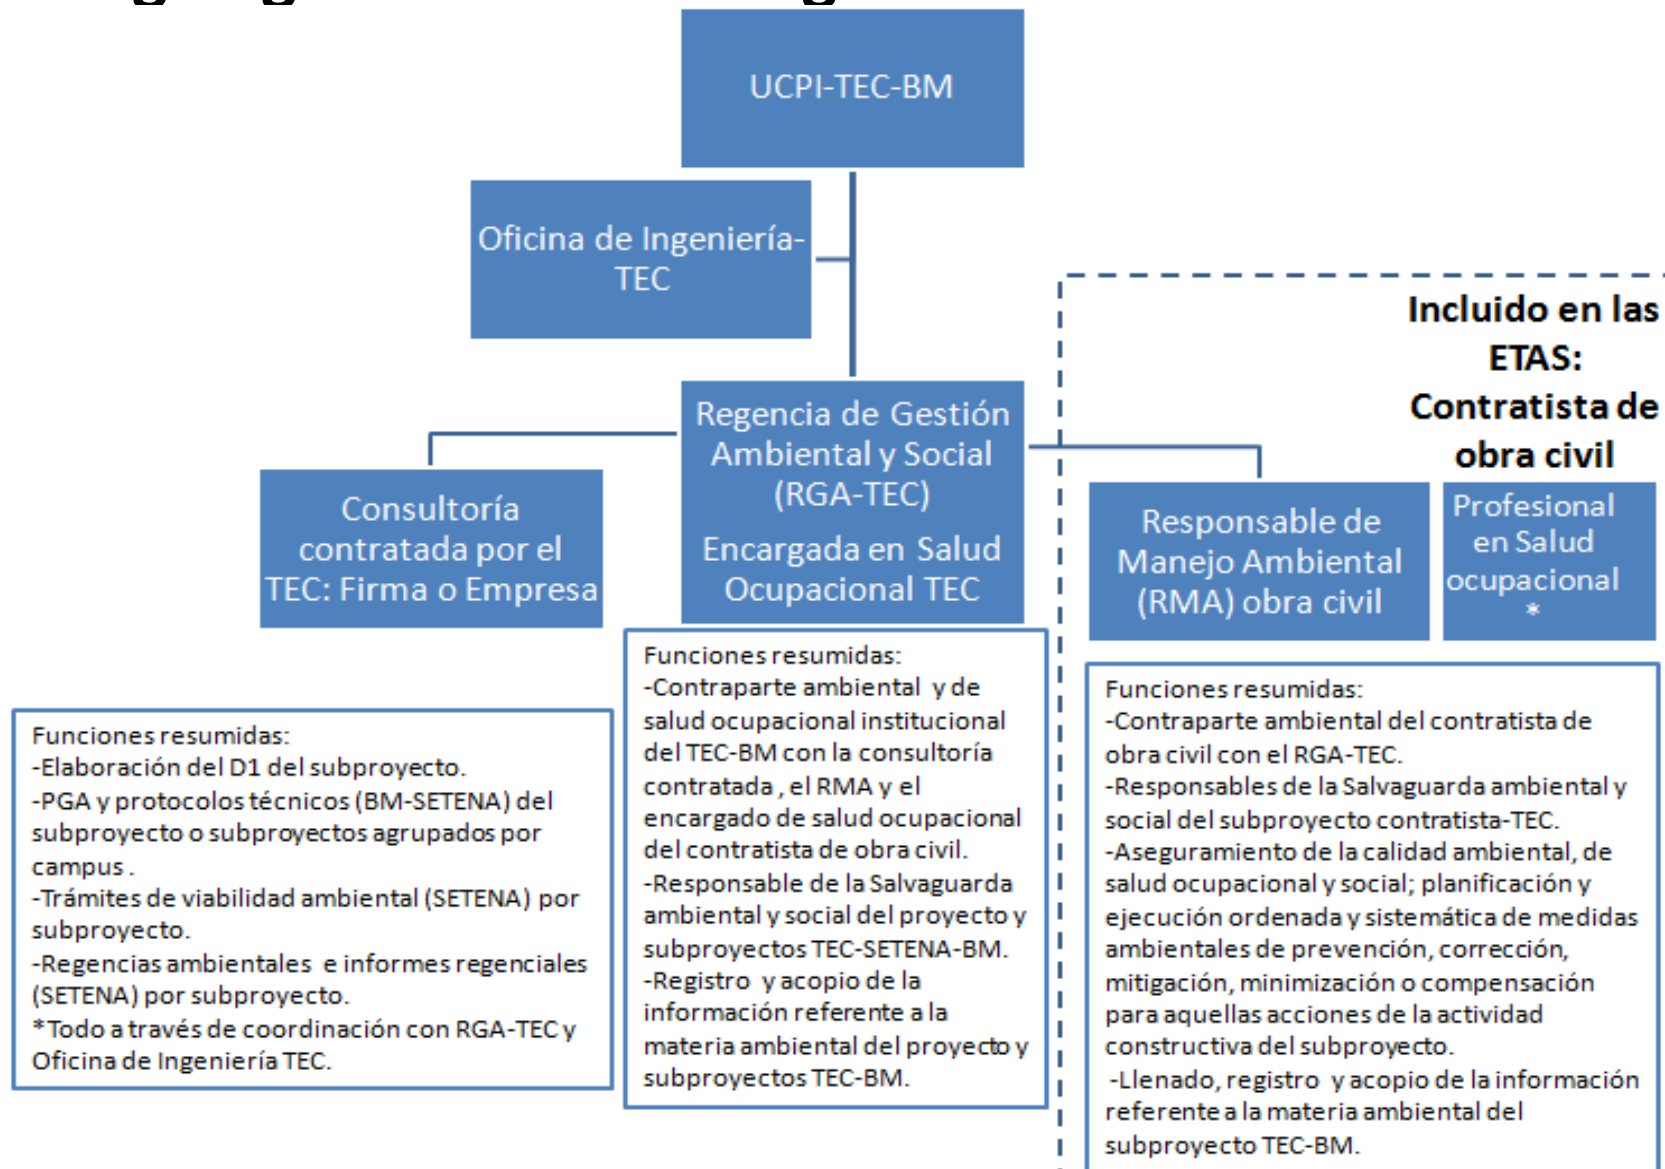 UCPI-TEC-BM
Oficina de Ingeniería-
TEC
Incluido en las
ETAS:
Contratista de
obra civil
Regencia de Gestión
Ambiental y Social
(RGA-TEC)
Encargada en Salud
Ocupacional TEC
Consultoría
contratada por el
TEC: Firma o Empresa
Responsable de
Manejo Ambiental
(RMA) obra civil
Profesional
en Salud
ocupacional
*
Funciones resumidas:
-Elaboración del D1 del subproyecto.
-PGA y protocolos técnicos (BM-SETENA) del
subproyecto o subproyectos agrupados por
campus .
-Trámites de viabilidad ambiental (SETENA) por
subproyecto.
-Regencias ambientales e informes regenciales
(SETENA) por subproyecto.
*Todo a través de coordinación con RGA-TEC y
Oficina de Ingeniería TEC.
Funciones resumidas:
-Contraparte ambiental y de
salud ocupacional institucional
del TEC-BM con la consultoría
contratada , el RMA y el
encargado de salud ocupacional
del contratista de obra civil.
-Responsable de la Salvaguarda
ambiental y social del proyecto y
subproyectos TEC-SETENA-BM.
-Registro y acopio de la
información referente a la
materia ambiental del proyecto y
subproyectos TEC-BM.
Funciones resumidas:
-Contraparte ambiental del contratista de
obra civil con el RGA-TEC.
-Responsables de la Salvaguarda ambiental y
social del subproyecto contratista-TEC.
-Aseguramiento de la calidad ambiental, de
salud ocupacional y social; planificación y
ejecución ordenada y sistemática de medidas
ambientales de prevención, corrección,
mitigación, minimización o compensación
para aquellas acciones de la actividad
constructiva del subproyecto.
-Llenado, registro y acopio de la información
referente a la materia ambiental del
subproyecto TEC-BM.